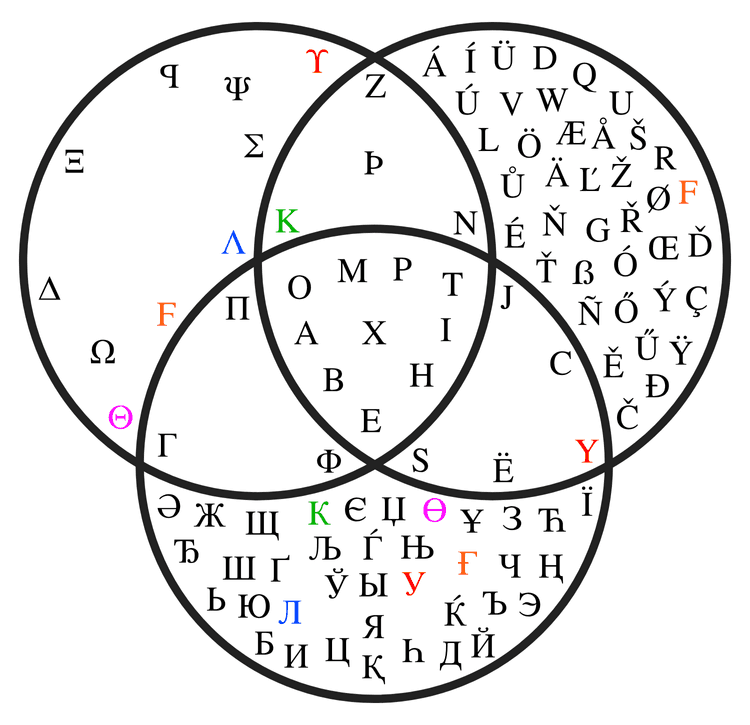 ϒ
ꟼ Ψ
Σ
Ξ
Λ
Δ
F
Ω
Θ
Z
Þ
K N
Á Í Ü D Q
Ú V W U
L Ö Æ Å Š
R
Ů Ä Ľ Ž Ø F
É Ň G Ř
Œ Ď
Ť ß Ó
Ñ Ő Ý Ç
Ě Ű Ÿ
Đ
Č
Π
Γ
Φ
O M P T
A X I
B H
E
J
C
Y
S Ë
Ï
Ә Ж Щ К Є Џ Ө Ұ З Ћ
Ђ Љ Ѓ Њ
Ш Ґ Ғ Ч Ң
Ў Ы У
Ь Ю Л Ќ Ъ Э
Я
Б И Ц Қ Һ Д Й